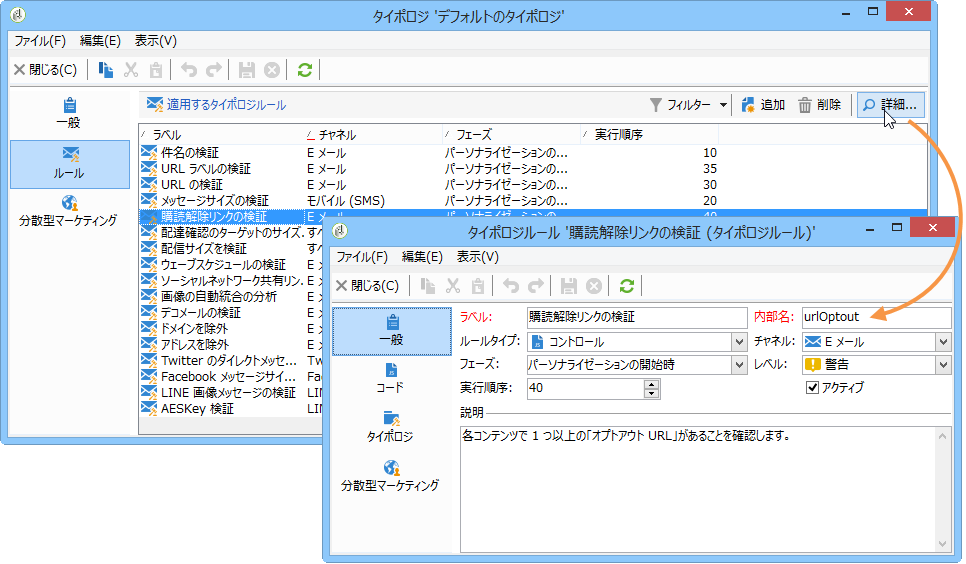 タイポロジ 'デフォルトのタイポロジ'
ファイル(F) 編集(E) 表示(V)
閉じる(C)
適用するタイポロジルール フィルター 追加 削除 詳細...
一般
ルール
分散型マーケティング
ラベル チャネル フェーズ 実行順序
件名の検証 E メール パーソナライゼーションの... 10
URL ラベルの検証 E メール パーソナライゼーションの... 35
URL の検証 E メール パーソナライゼーションの... 30
メッセージサイズの検証 モバイル (SMS) パーソナライゼーションの... 20
購読解除リンクの検証 E メール パーソナライゼーションの... 40
配達確認のターゲットのサイズ... すべ
配信サイズを検証 すべ
ウェーブスケジュールの検証 E メ
ソーシャルネットワーク共有リン... E メ
画像の自動統合の分析 E メ
デコメールの検証 E メ
ドメインを除外 E メ
アドレスを除外 E メ
Twitter のダイレクトメッセ... Tw
Facebook メッセージサイ... Fa
LINE 画像メッセージの検証 LIN
AESKey 検証 LIN
タイポロジルール '購読解除リンクの検証 (タイポロジルール)'
ファイル(F) 編集(E) 表示(V)
閉じる(C)
一般
コード
タイポロジ
分散型マーケティング
ラベル: 購読解除リンクの検証 内部名: urlOptout
ルールタイプ: コントロール チャネル: E メール
フェーズ: パーソナライゼーションの開始時 レベル: 警告
実行順序: 40 アクティブ
説明
各コンテンツで 1 つ以上の「オプトアウト URL」があることを確認します。